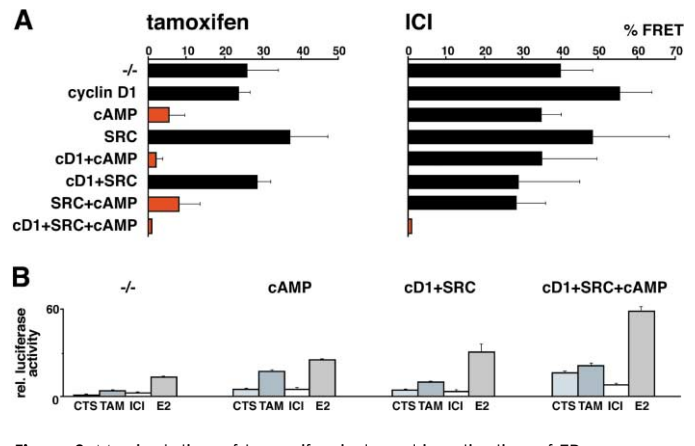 A
tamoxifen
ICI
% FRET
0 10 20 30 40 50
0 10 20 30 40 50 60 70
-/-
cyclin D1
cAMP
SRC
cD1+cAMP
cD1+SRC
SRC+cAMP
cD1+SRC+cAMP
B
-/- cAMP cD1+SRC cD1+SRC+cAMP
rel. luciferase
activity
60
0
CTS TAM ICI E2 CTS TAM ICI E2 CTS TAM ICI E2 CTS TAM ICI E2